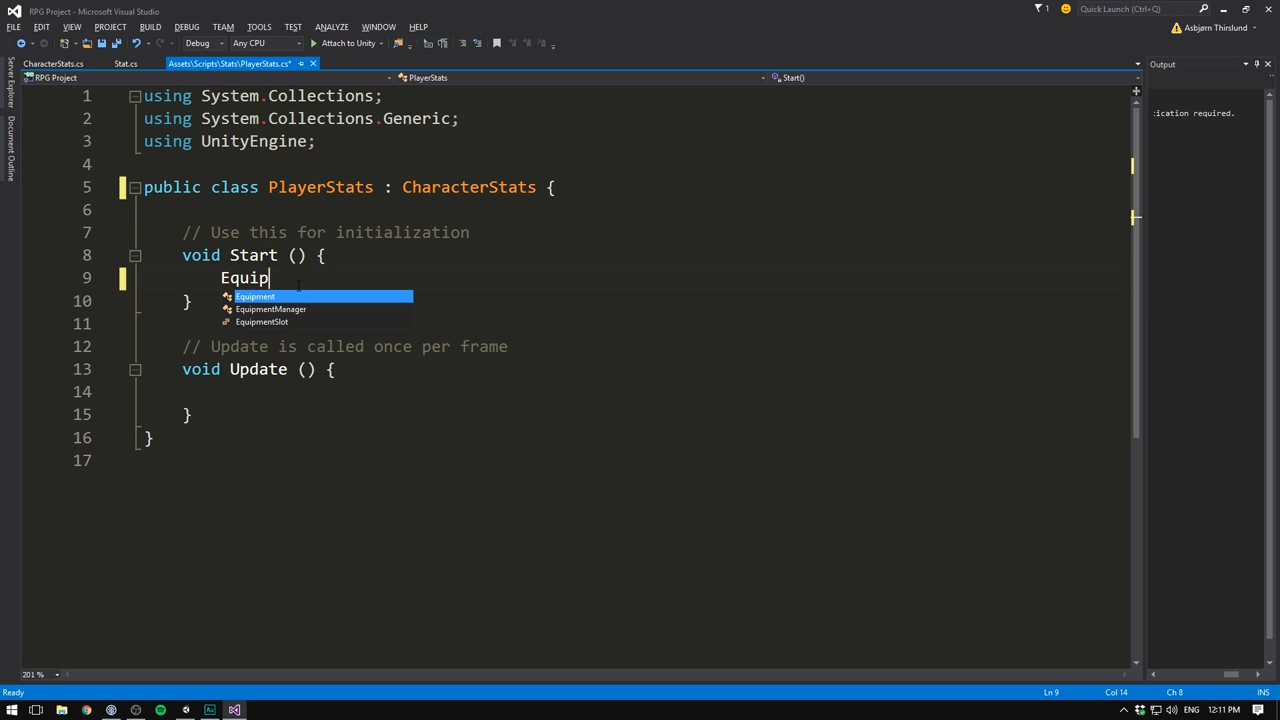 RPG Project - Microsoft Visual Studio
1
Quick Launch (Ctrl+Q)
FILE EDIT VIEW PROJECT BUILD DEBUG TEAM TOOLS TEST ANALYZE WINDOW HELP
Asbjørn Thirslund
Debug Any CPU Attach to Unity
CharacterStats.cs Stat.cs Assets\Scripts\Stats\PlayerStats.cs*
Output
RPG Project PlayerStats Start()
Server Explorer
Document Outline
1 using System.Collections;
2 using System.Collections.Generic;
3 using UnityEngine;
4
5 public class PlayerStats : CharacterStats {
6
7 // Use this for initialization
8 void Start () {
9 Equip
Equipment
EquipmentManager
EquipmentSlot
10 }
11
12 // Update is called once per frame
13 void Update () {
14
15 }
16 }
17
:ication required.
201 %
Ready Ln 9 Col 14 Ch 8 INS
ENG 12:11 PM